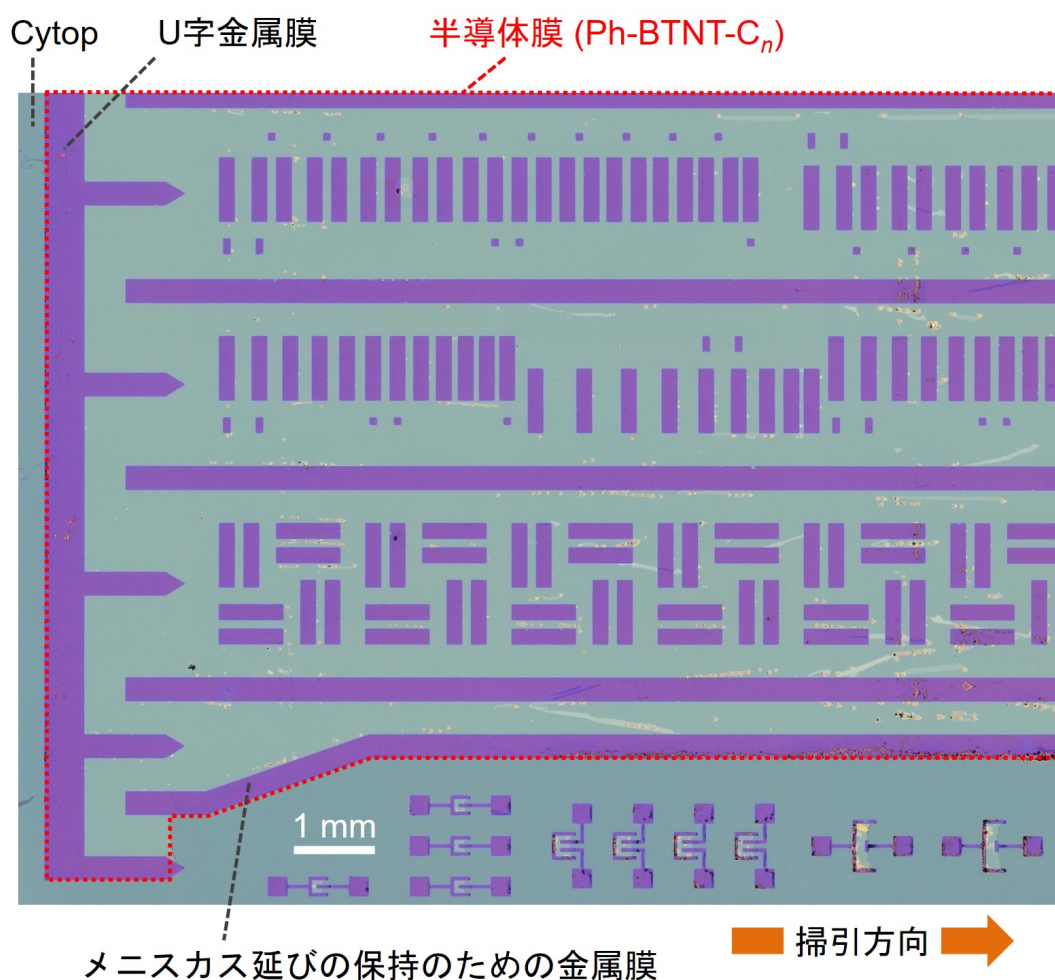 Cytop
U字金属膜
半導体膜 (Ph-BTNT-Cn)
1 mm
掃引方向
メニスカス延びの保持のための金属膜